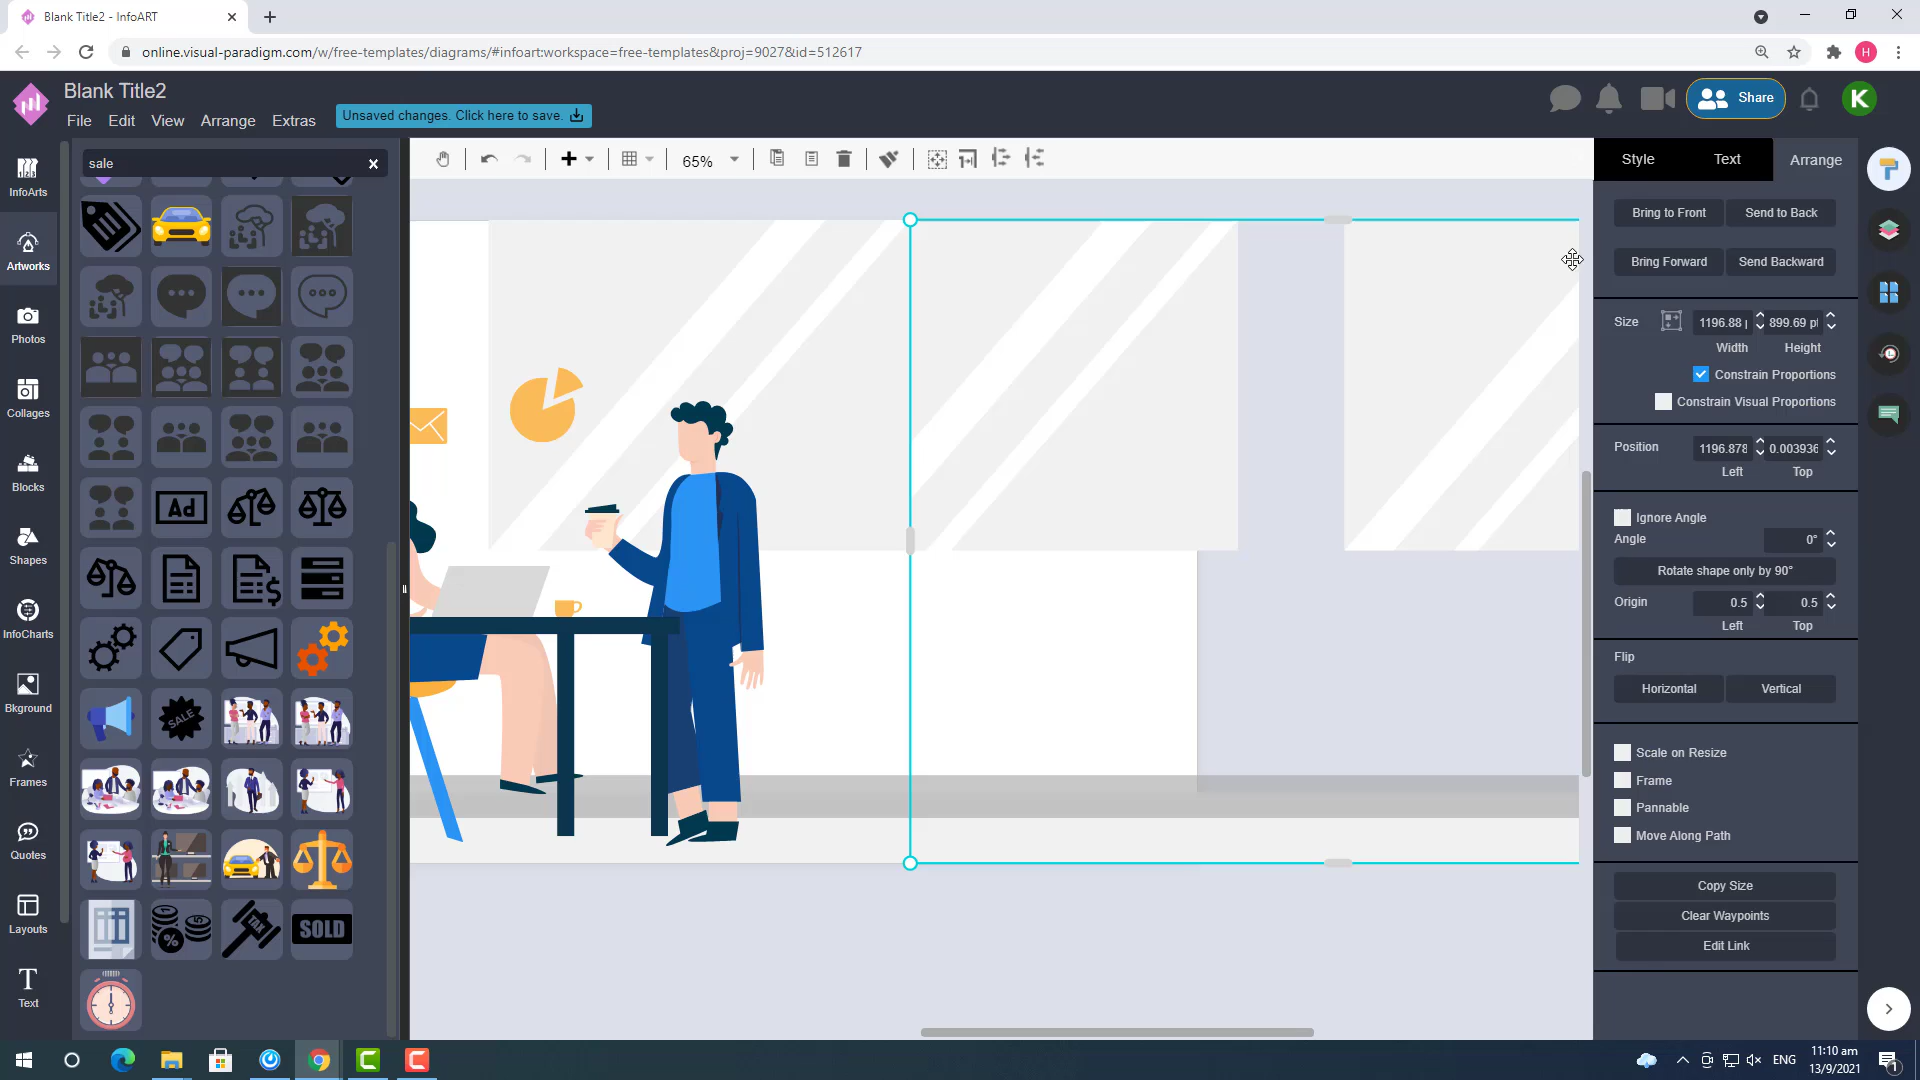 Blank Title2 - InfoART
online.visual-paradigm.com/w/free-templates/diagrams/#infoart:workspace=free-templates&proj=9027&id=512617
H
Blank Title2
File Edit View Arrange Extras
Unsaved changes. Click here to save.
Share
K
InfoArts
Artworks
Photos
Collages
Blocks
Shapes
InfoCharts
Bkground
Frames
Quotes
Layouts
T
Text
sale
Ad
SALE
TAX
SOLD
65%
Style Text Arrange
Bring to Front Send to Back
Bring Forward Send Backward
Size 1196.88 p 899.69 pt
Width Height
Constrain Proportions
Constrain Visual Proportions
Position 1196.878 0.003936
Left Top
Ignore Angle
Angle 0°
Rotate shape only by 90°
Origin 0.5 0.5
Left Top
Flip
Horizontal Vertical
Scale on Resize
Frame
Pannable
Move Along Path
Copy Size
Clear Waypoints
Edit Link
ENG
11:10 am
13/9/2021
1